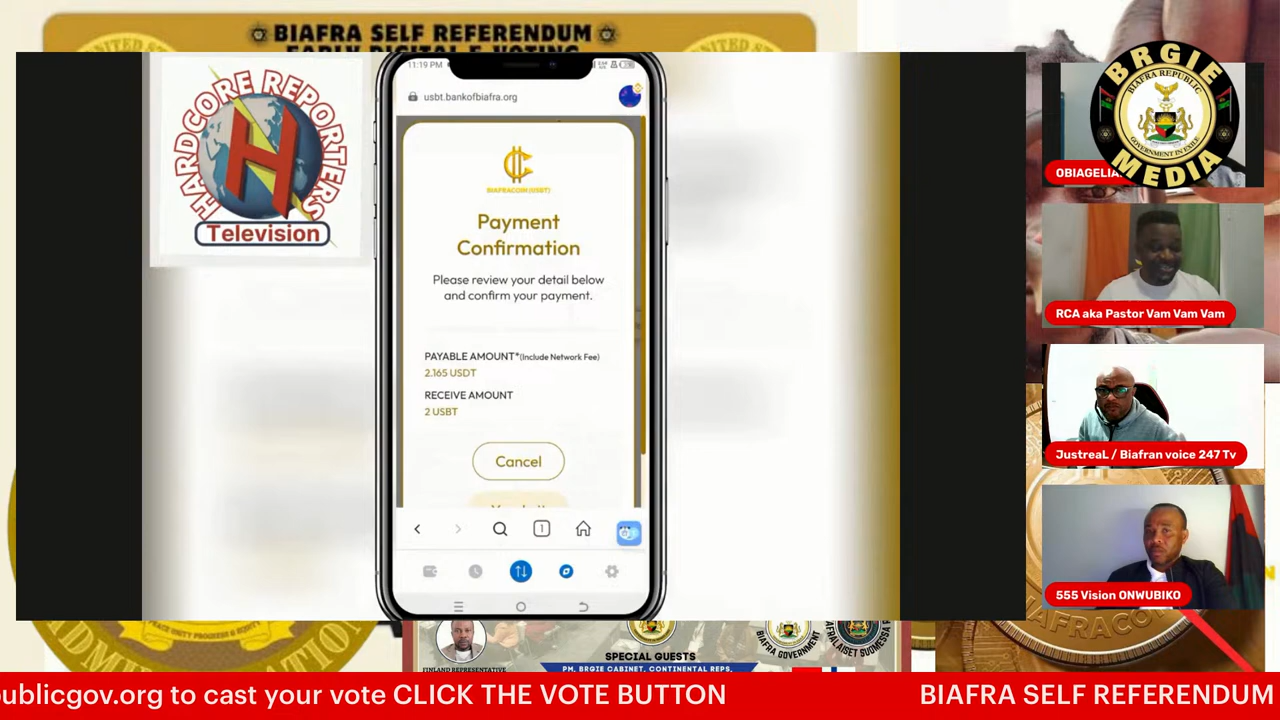 BIAFRA SELF REFERENDUM
HARDCORE REPORTERS
H
Television
11:19 PM
usbt.bankofbiafra.org
BIAFRACOIN (USBT)
Payment
Confirmation
Please review your detail below
and confirm your payment.
PAYABLE AMOUNT*(Include Network Fee)
2.165 USDT
RECEIVE AMOUNT
2 USBT
Cancel
1
BRGIE
BIAFRA REPUBLIC
GOVERNMENT IN EXILE
MEDIA
RCA aka Pastor Vam Vam Vam
JustreaL / Biafran voice 247 Tv
555 Vision ONWUBIKO
FINLAND REPRESENTATIVE
SPECIAL GUESTS
PM, BRGIE CABINET, CONTINENTAL REPS,
publicgov.org to cast your vote CLICK THE VOTE BUTTON
BIAFRA SELF REFERENDUM